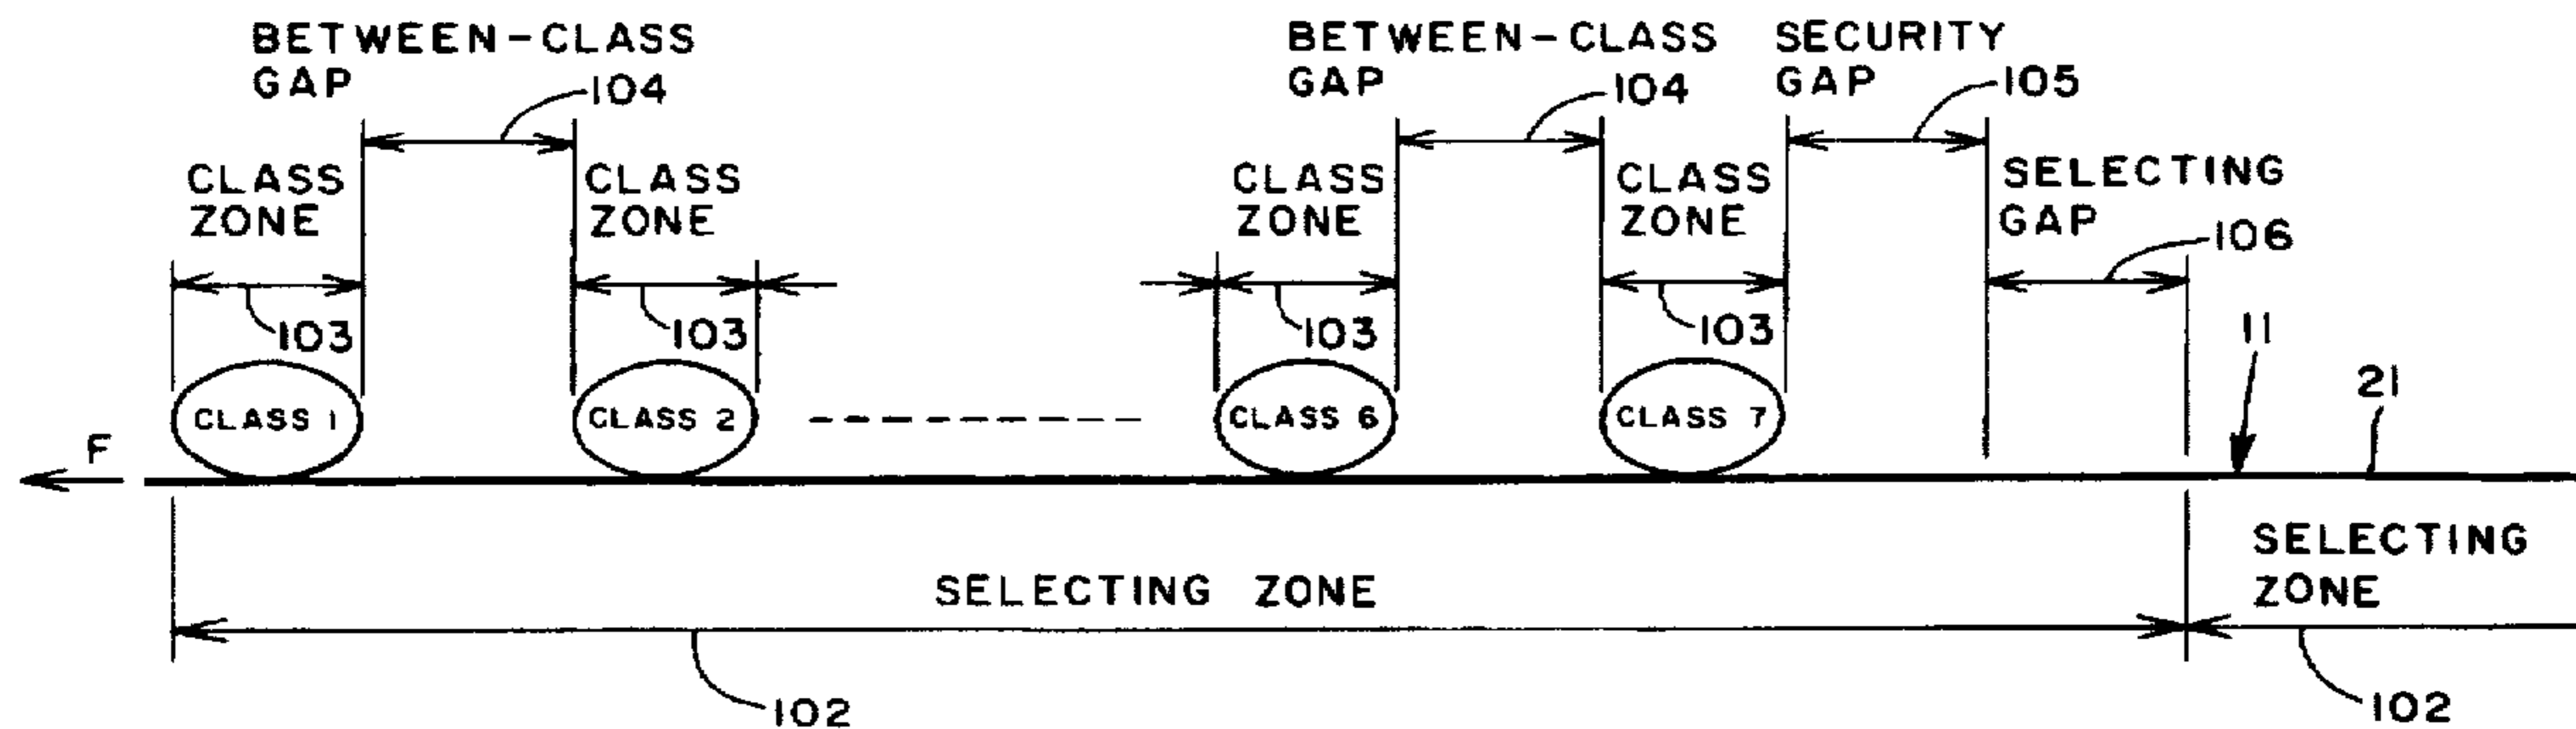 BETWEEN-CLASS
GAP
104
BETWEEN-CLASS
GAP
104
SECURITY
GAP
105
CLASS
ZONE
CLASS
ZONE
CLASS
ZONE
CLASS
ZONE
SELECTING
GAP
106
103
103
103
103
11
21
CLASS 1
CLASS 2
CLASS 6
CLASS 7
F
SELECTING ZONE
SELECTING
ZONE
102
102